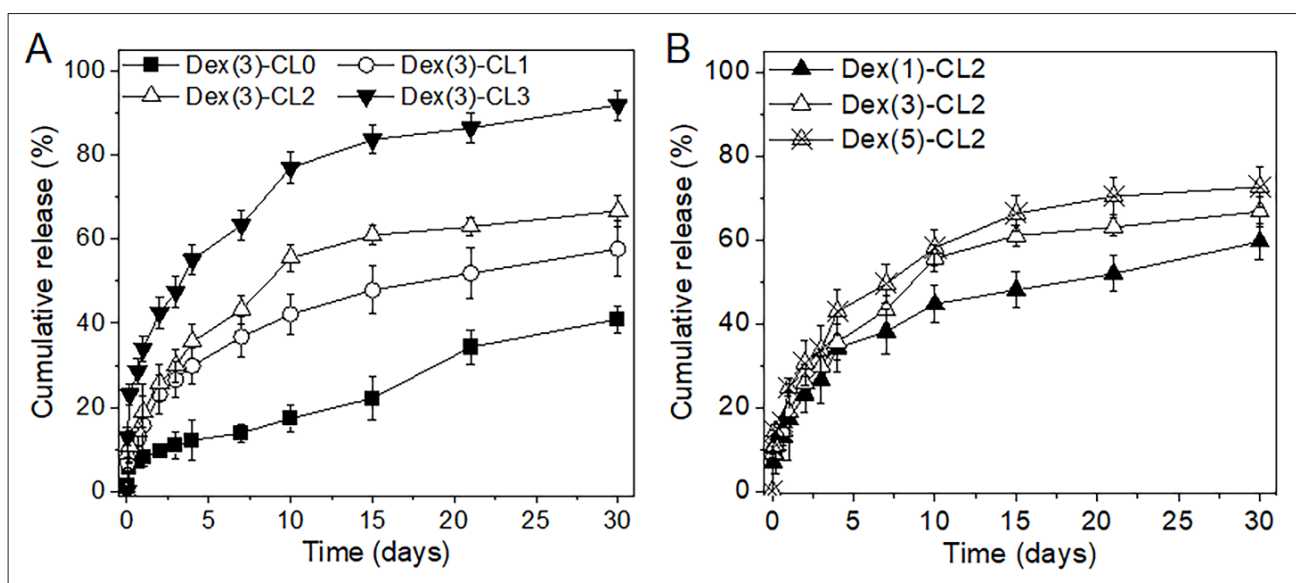 A
Dex(3)-CL0 Dex(3)-CL1
Dex(3)-CL2 Dex(3)-CL3
Cumulative release (%)
100
80
60
40
20
0
0 5 10 15 20 25 30
Time (days)
B
Dex(1)-CL2
Dex(3)-CL2
Dex(5)-CL2
Cumulative release (%)
100
80
60
40
20
0
0 5 10 15 20 25 30
Time (days)